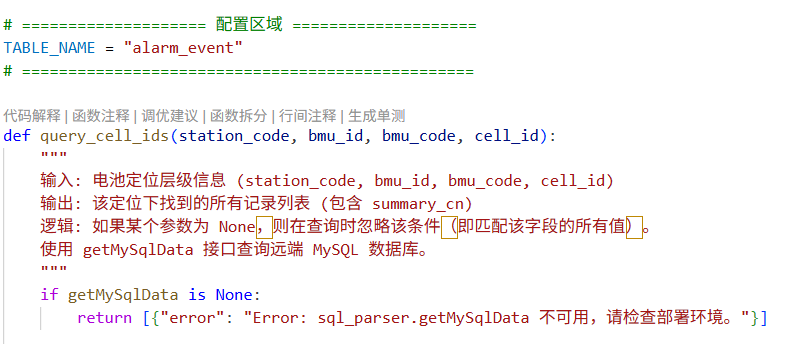 # ==================== 配置区域 ====================
TABLE_NAME = "alarm_event"
# =================================================
代码解释 | 函数注释 | 调优建议 | 函数拆分 | 行间注释 | 生成单测
def query_cell_ids(station_code, bmu_id, bmu_code, cell_id):
"""
输入: 电池定位层级信息 (station_code, bmu_id, bmu_code, cell_id)
输出: 该定位下找到的所有记录列表 (包含 summary_cn)
逻辑: 如果某个参数为 None，则在查询时忽略该条件（即匹配该字段的所有值）。
使用 getMySqlData 接口查询远端 MySQL 数据库。
"""
if getMySqlData is None:
return [{"error": "Error: sql_parser.getMySqlData 不可用，请检查部署环境。"}]